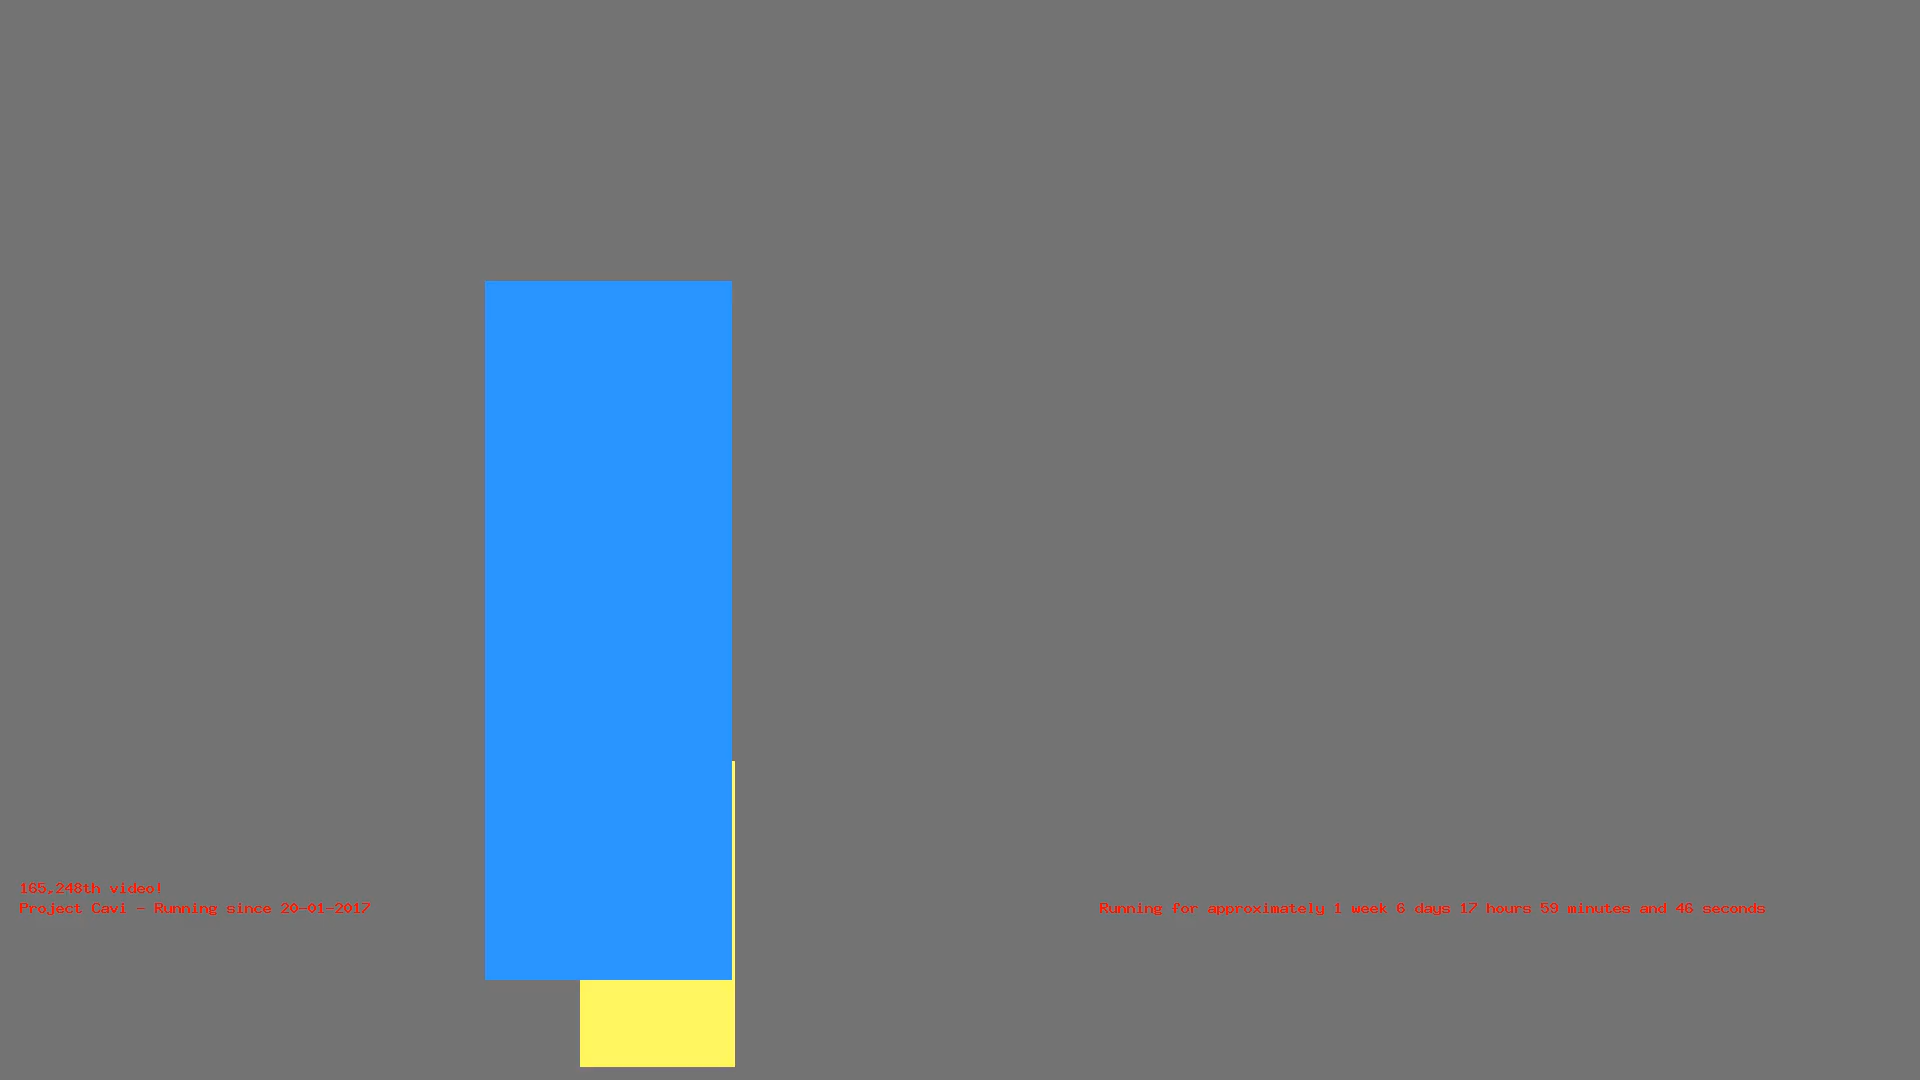 165,248th video!
Project Cavi - Running since 20-01-2017
Running for approximately 1 week 6 days 17 hours 59 minutes and 46 seconds